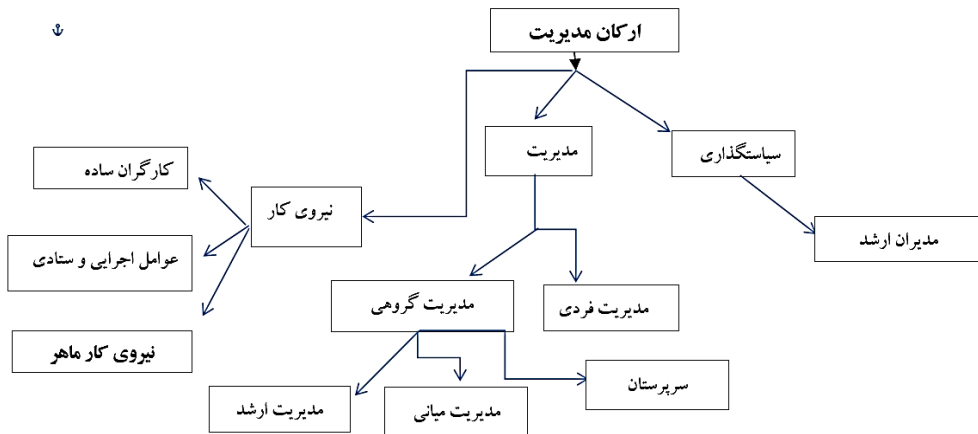 ارکان مدیریت
سیاستگذاری
مدیریت
مدیران ارشد
نیروی کار
کارگران ساده
عوامل اجرایی و ستادی
نیروی کار ماهر
مدیریت فردی
مدیریت گروهی
سرپرستان
مدیریت میانی
مدیریت ارشد